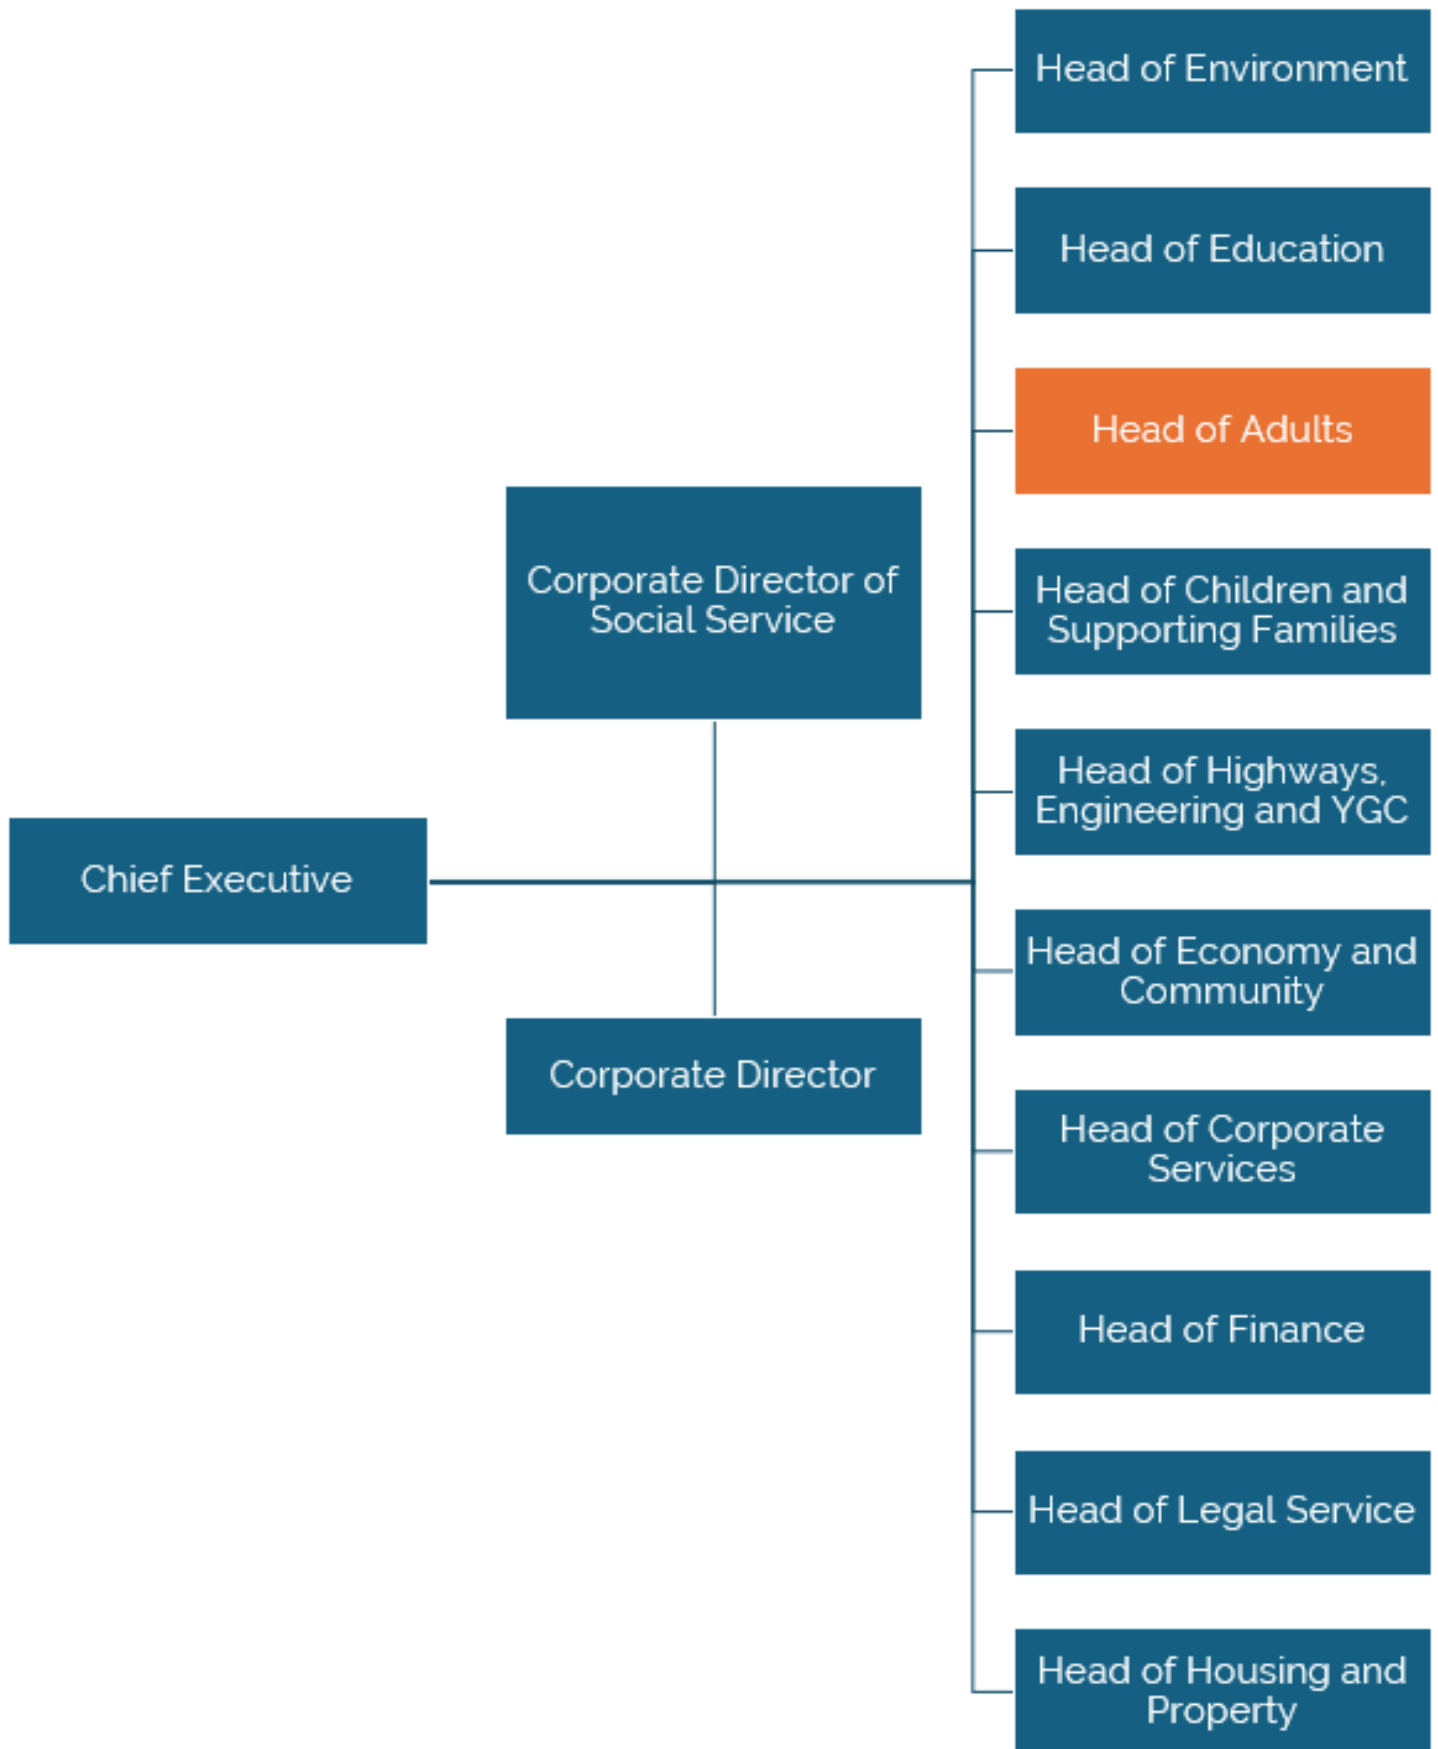 Head of Environment
Head of Education
Head of Adults
Corporate Director of
Social Service
Head of Children and
Supporting Families
Head of Highways,
Engineering and YGC
Chief Executive
Head of Economy and
Community
Corporate Director
Head of Corporate
Services
Head of Finance
Head of Legal Service
Head of Housing and
Property